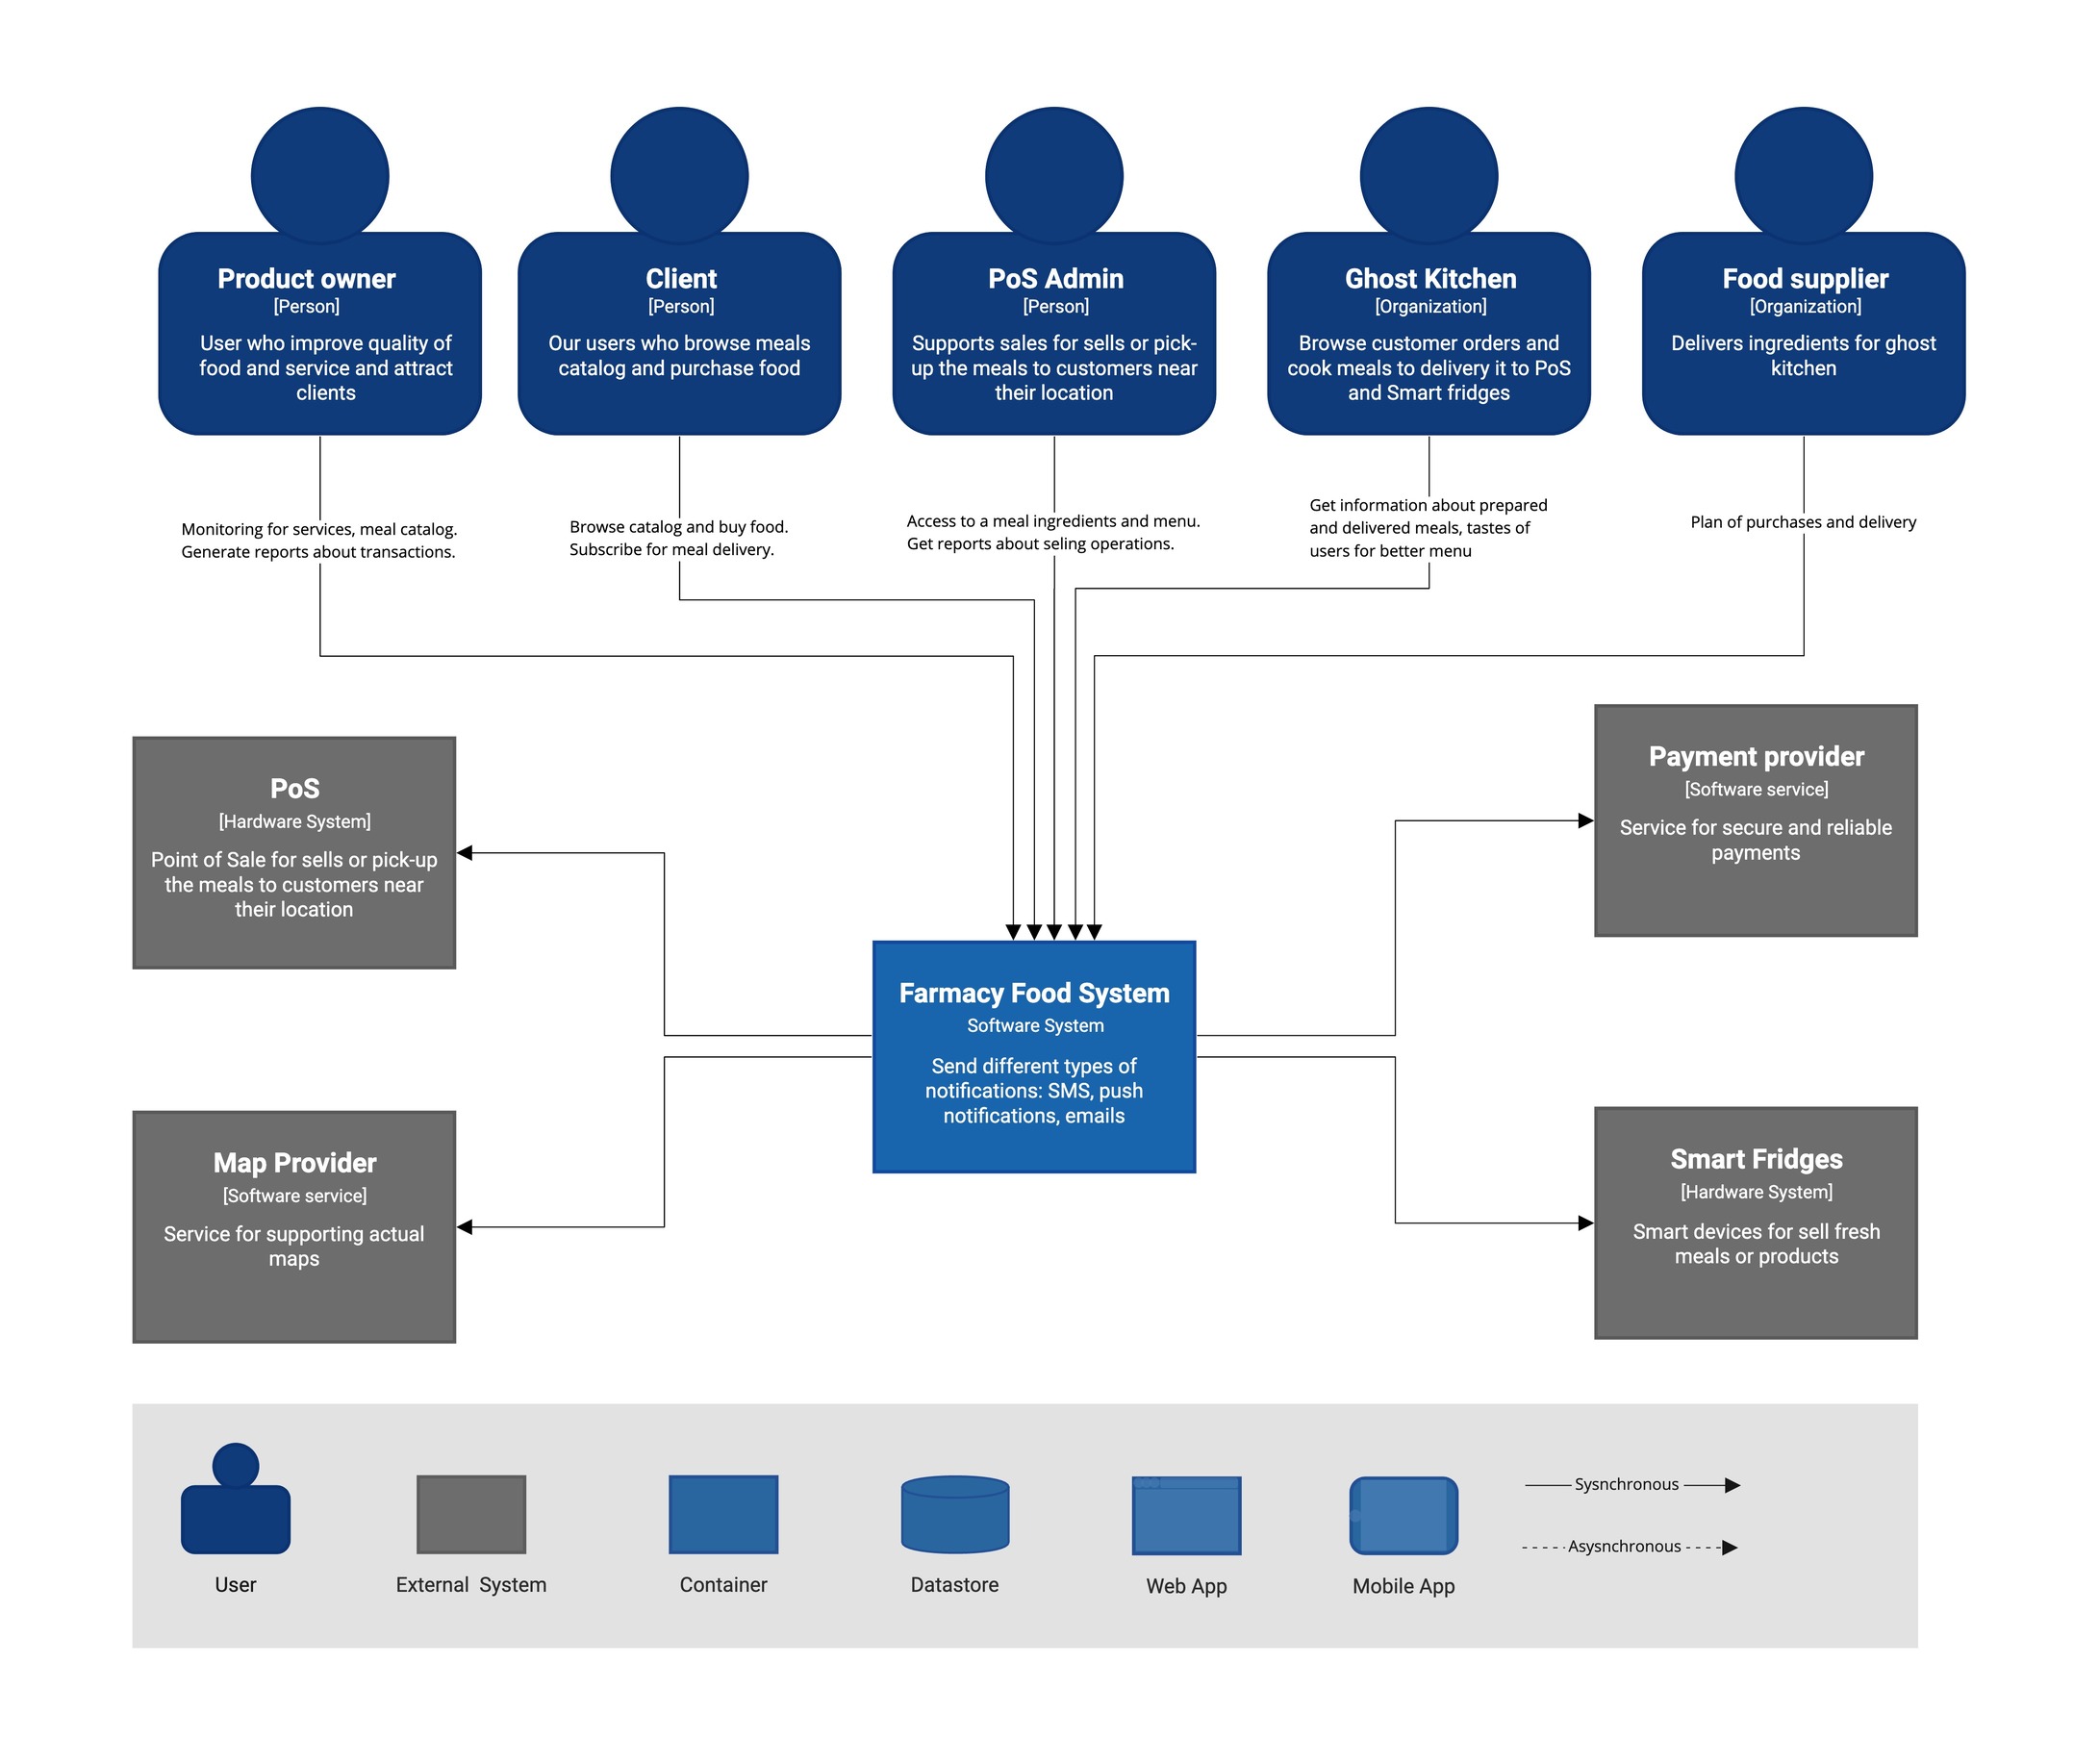 Product owner
[Person]
User who improve quality of
food and service and attract
clients
Client
[Person]
Our users who browse meals
catalog and purchase food
PoS Admin
[Person]
Supports sales for sells or pick-
up the meals to customers near
their location
Ghost Kitchen
[Organization]
Browse customer orders and
cook meals to delivery it to PoS
and Smart fridges
Food supplier
[Organization]
Delivers ingredients for ghost
kitchen
Monitoring for services, meal catalog.
Generate reports about transactions.
Browse catalog and buy food.
Subscribe for meal delivery.
Access to a meal ingredients and menu.
Get reports about seling operations.
Get information about prepared
and delivered meals, tastes of
users for better menu
Plan of purchases and delivery
PoS
[Hardware System]
Point of Sale for sells or pick-up
the meals to customers near
their location
Payment provider
[Software service]
Service for secure and reliable
payments
Farmacy Food System
Software System
Send different types of
notifications: SMS, push
notifications, emails
Map Provider
[Software service]
Service for supporting actual
maps
Smart Fridges
[Hardware System]
Smart devices for sell fresh
meals or products
User
External System
Container
Datastore
Web App
Mobile App
Sysnchronous
Asysnchronous